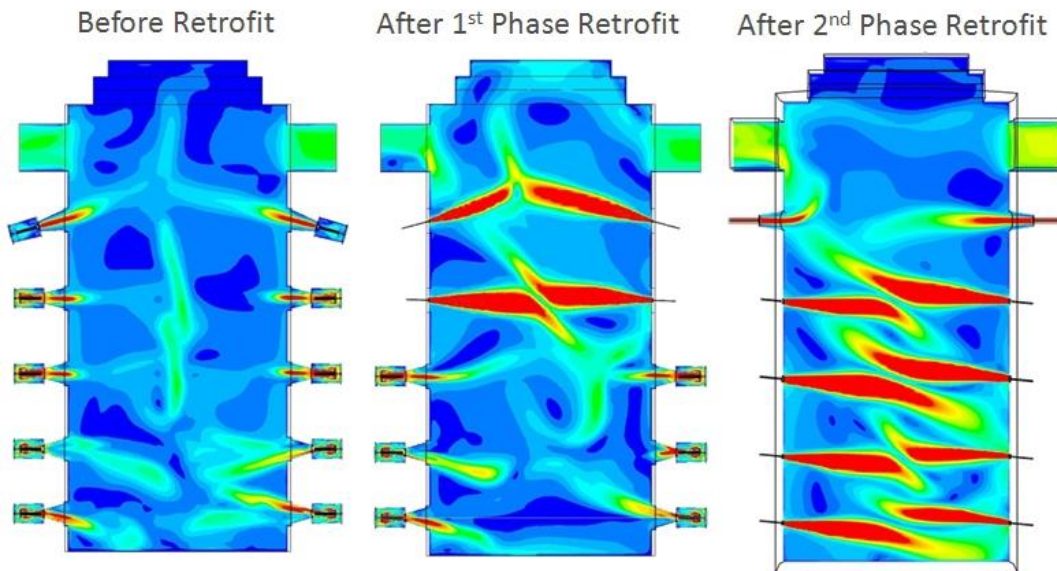 Before Retrofit
After 1st Phase Retrofit
After 2nd Phase Retrofit